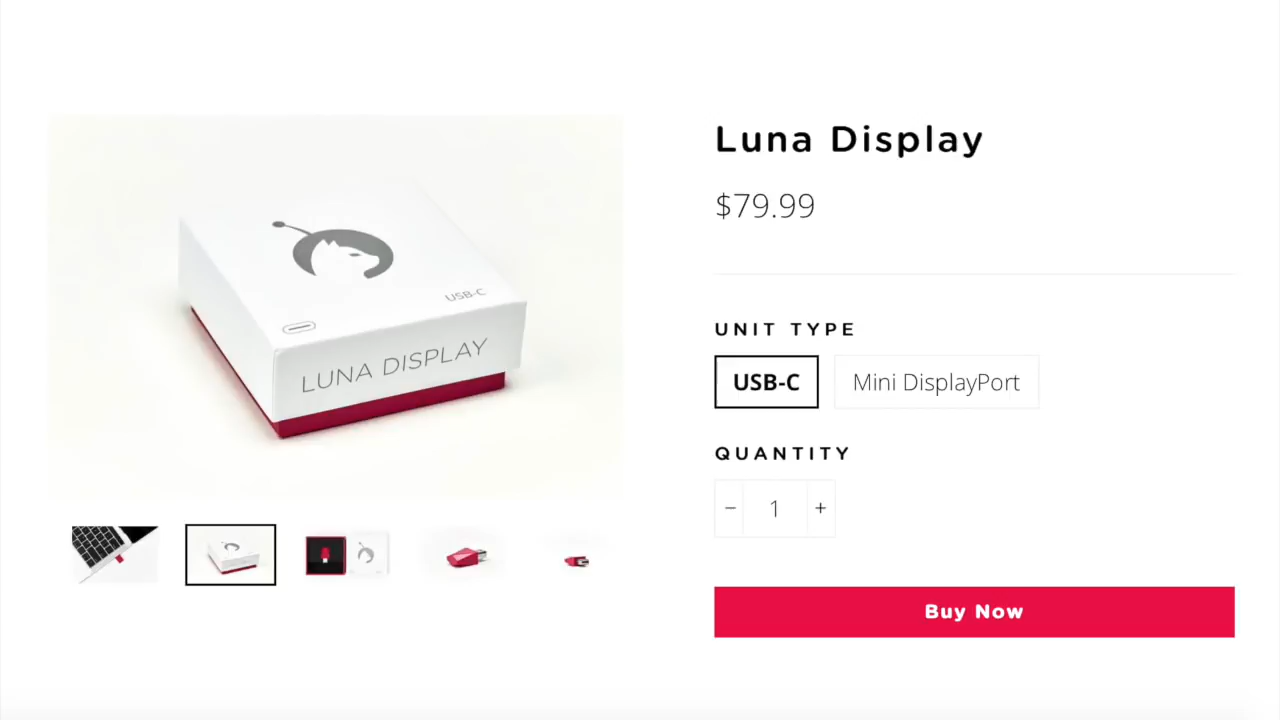 Luna Display
$79.99
USB-C
LUNA DISPLAY
UNIT TYPE
USB-C
Mini DisplayPort
QUANTITY
− 1 +
Buy Now